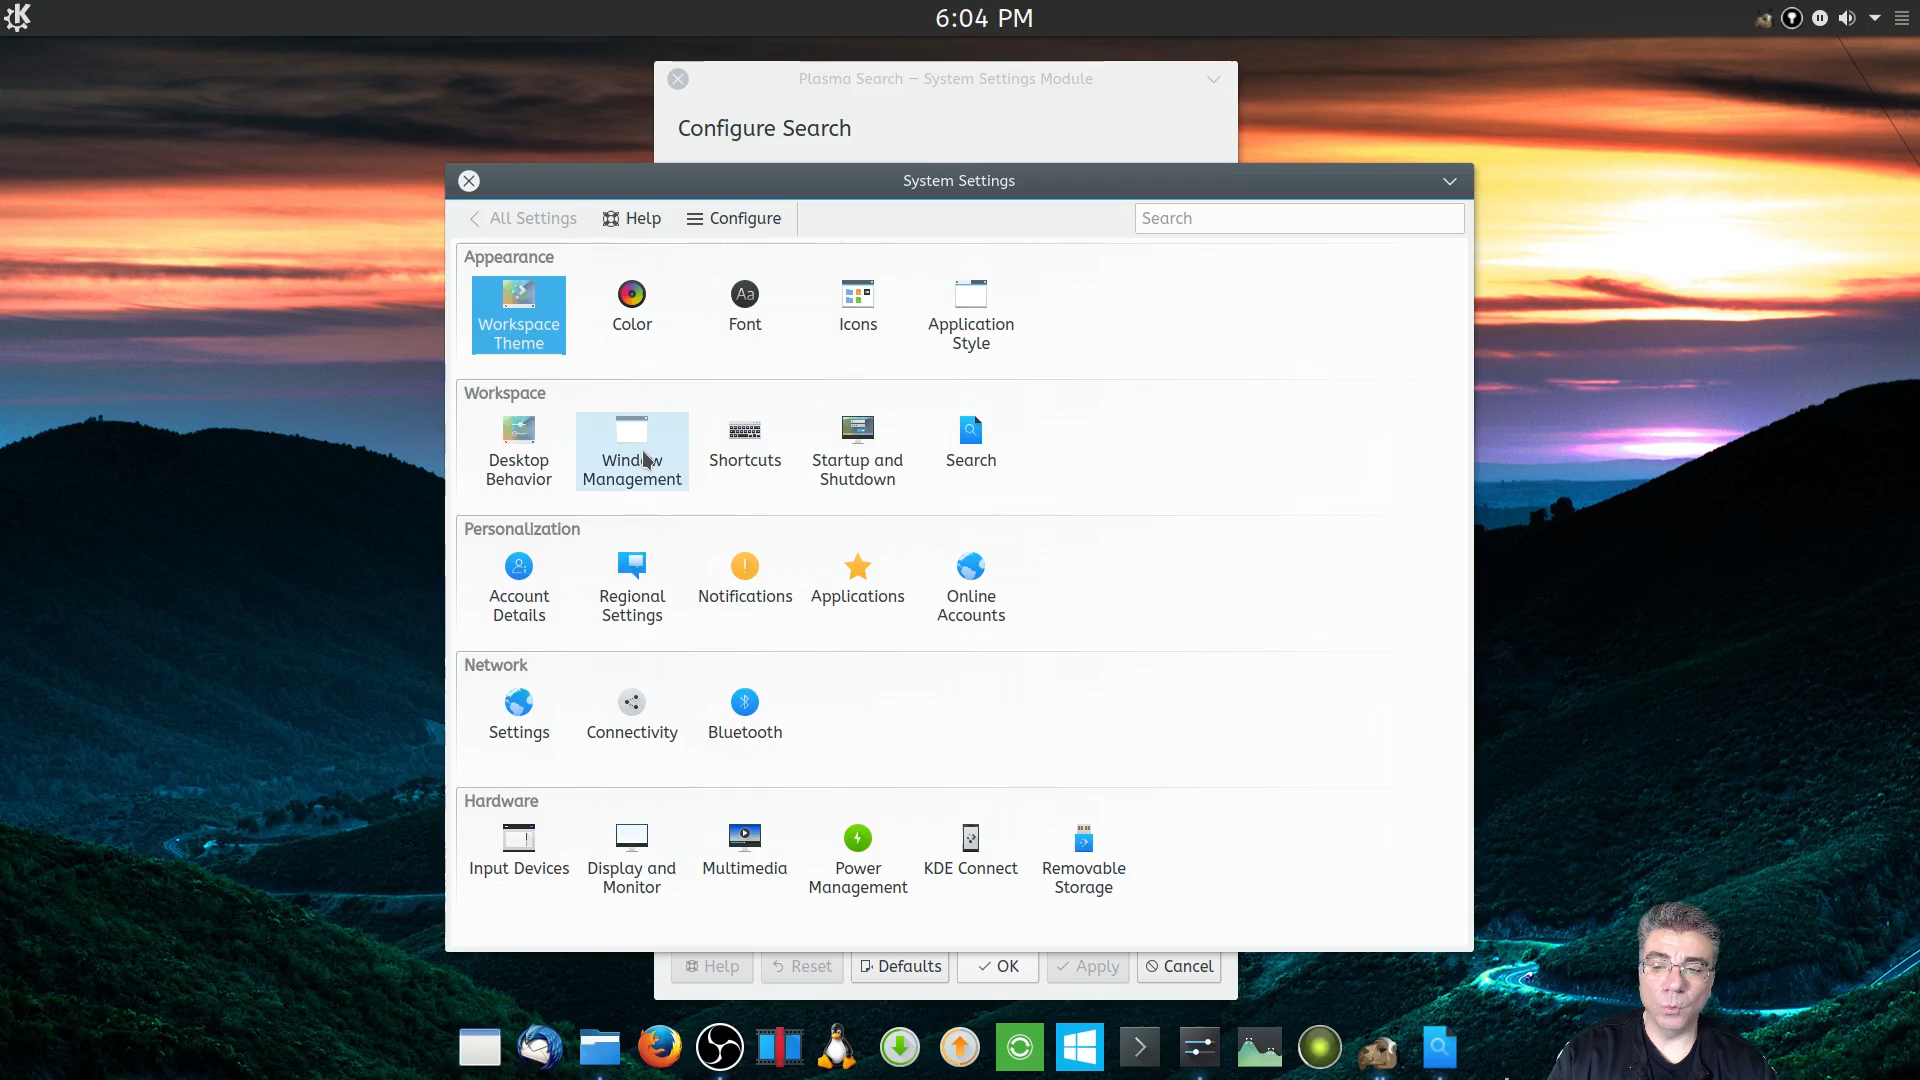 6:04 PM
Plasma Search — System Settings Module
Configure Search
System Settings
All Settings
Help
Configure
Search
Appearance
Workspace
Theme
Color
Font
Icons
Application
Style
Workspace
Desktop
Behavior
Window
Management
Shortcuts
Startup and
Shutdown
Search
Personalization
Account
Details
Regional
Settings
Notifications
Applications
Online
Accounts
Network
Settings
Connectivity
Bluetooth
Hardware
Input Devices
Display and
Monitor
Multimedia
Power
Management
KDE Connect
Removable
Storage
Help
Reset
Defaults
OK
Apply
Cancel